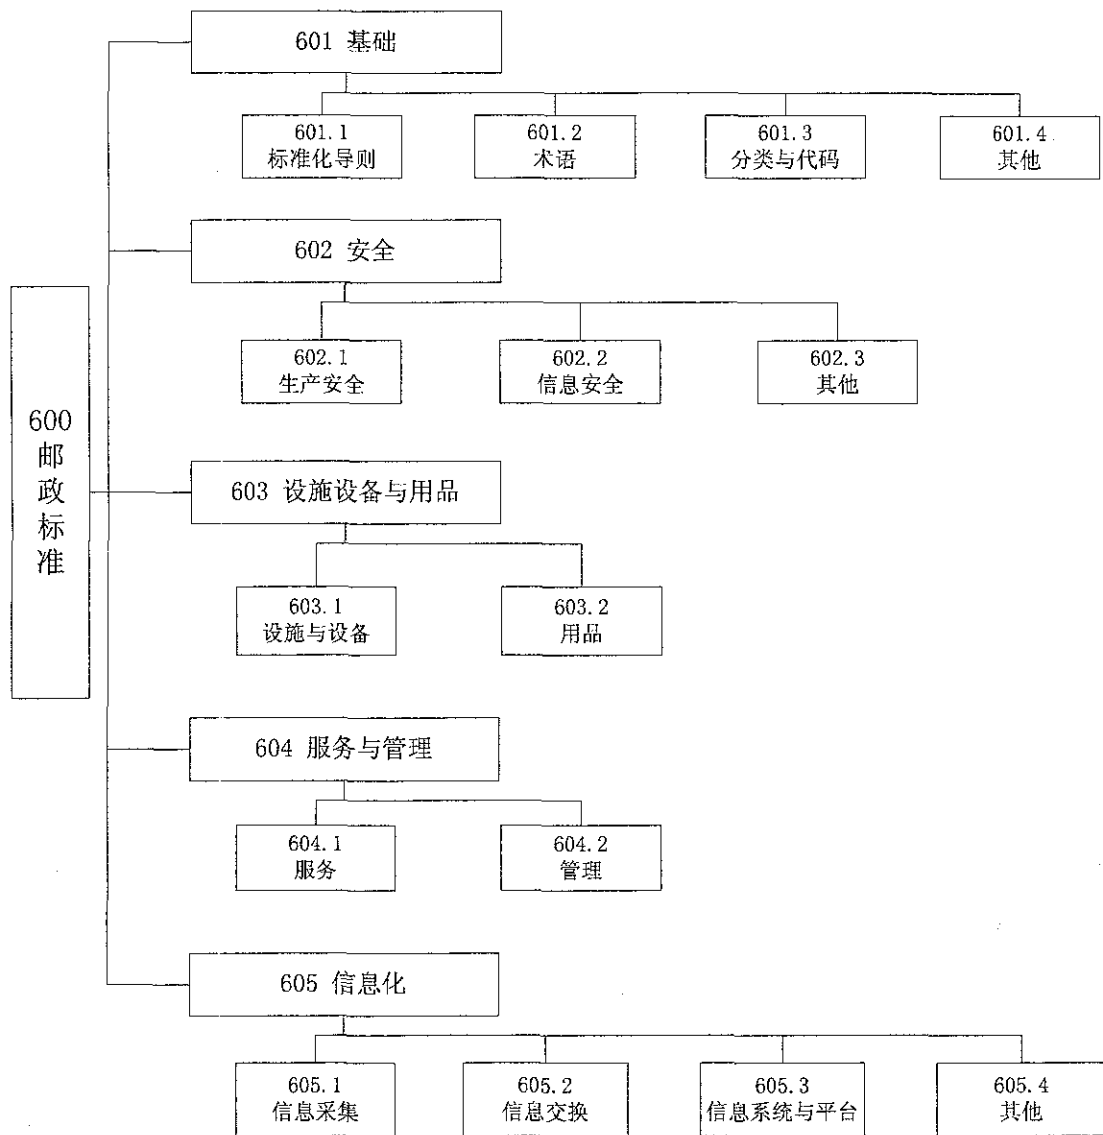 601 基础
601.1
标准化导则
601.2
术语
601.3
分类与代码
601.4
其他
602 安全
602.1
生产安全
602.2
信息安全
602.3
其他
600
邮
政
标
准
603 设施设备与用品
603.1
设施与设备
603.2
用品
604 服务与管理
604.1
服务
604.2
管理
605 信息化
605.1
信息采集
605.2
信息交换
605.3
信息系统与平台
605.4
其他